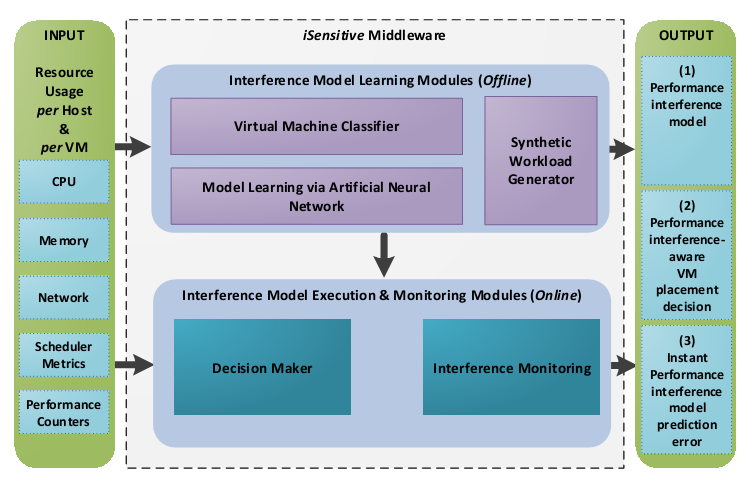 INPUT
Resource
Usage
per Host
&
per VM
CPU
Memory
Network
Scheduler
Metrics
Performance
Counters
iSensitive Middleware
Interference Model Learning Modules (Offline)
Virtual Machine Classifier
Model Learning via Artificial Neural
Network
Synthetic
Workload
Generator
Interference Model Execution & Monitoring Modules (Online)
Decision Maker
Interference Monitoring
OUTPUT
(1)
Performance
interference
model
(2)
Performance
interference-
aware
VM
placement
decision
(3)
Instant
Performance
interference
model
prediction
error